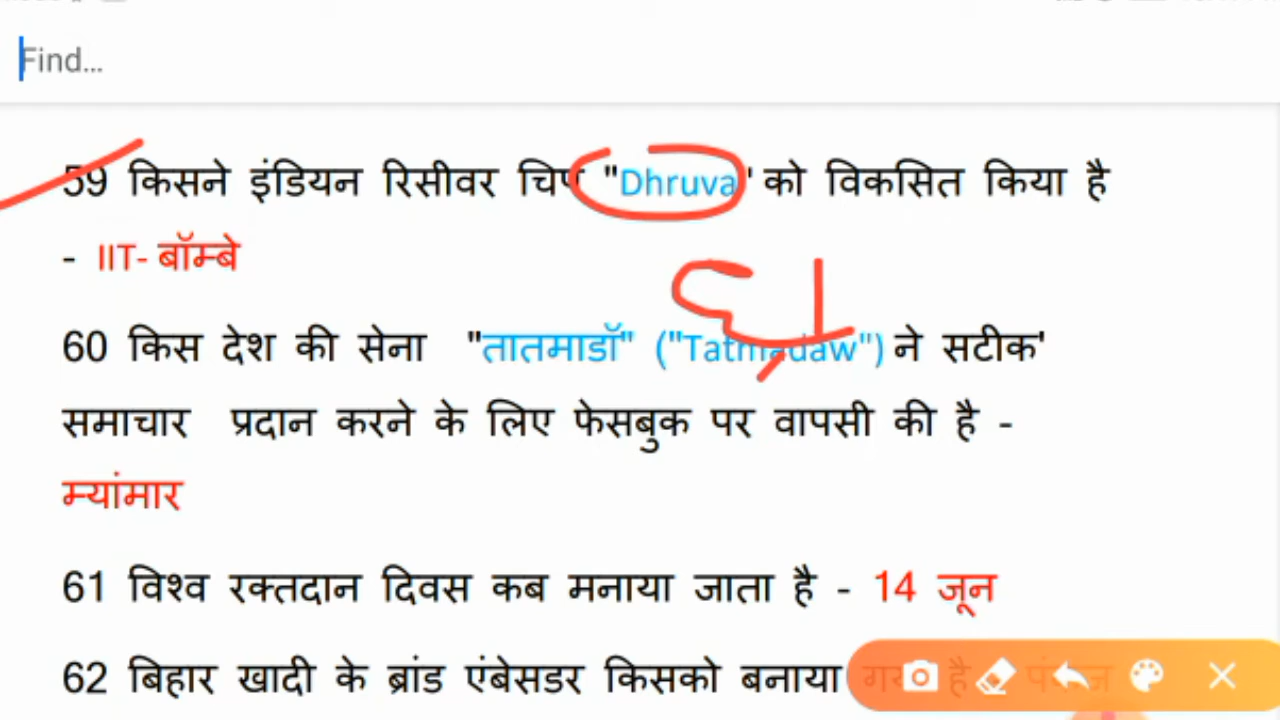 Find...
59 किसने इंडियन रिसीवर चिप "Dhruva' को विकसित किया है
- IIT- बॉम्बे
60 किस देश की सेना "तातमाडॉ" ("Tatmadaw") ने सटीक'
समाचार प्रदान करने के लिए फेसबुक पर वापसी की है -
म्यांमार
61 विश्व रक्तदान दिवस कब मनाया जाता है - 14 जून
62 बिहार खादी के ब्रांड एंबेसडर किसको बनाया गया है